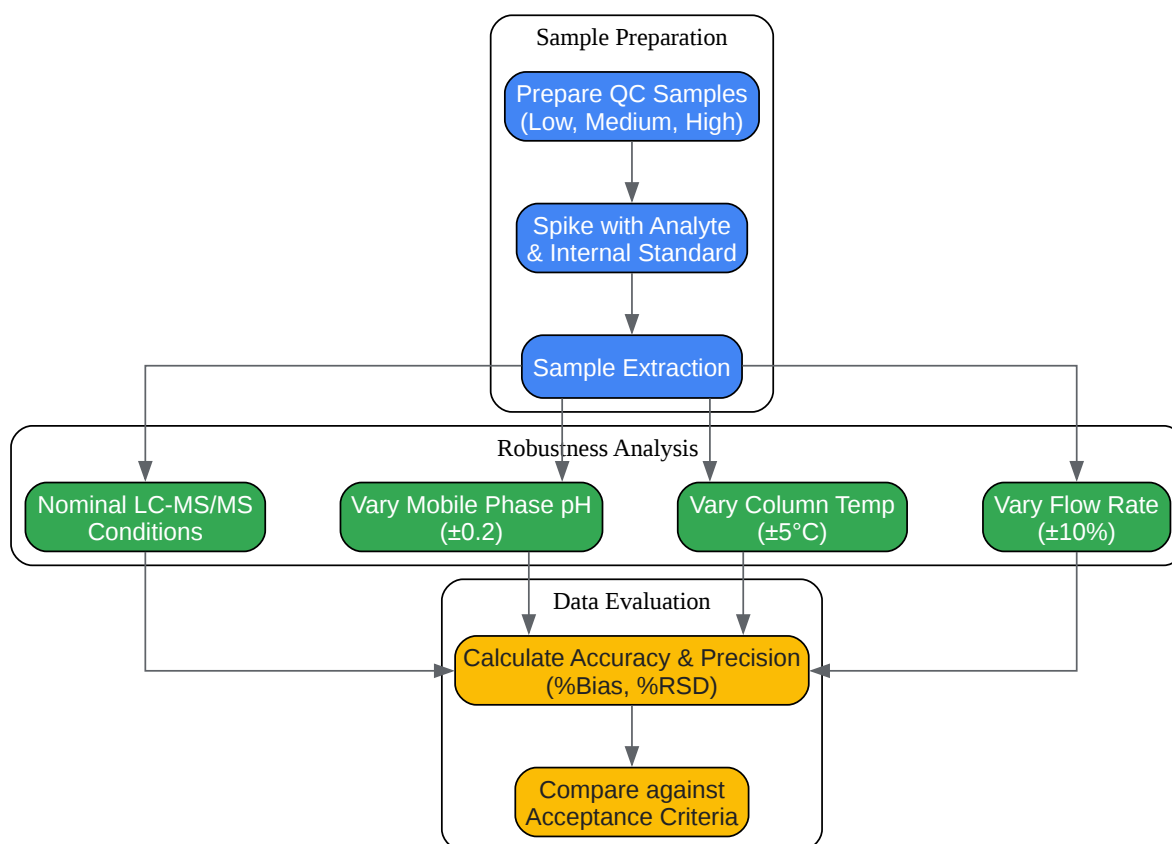 Sample Preparation
Prepare QC Samples
(Low, Medium, High)
Spike with Analyte
& Internal Standard
Sample Extraction
Robustness Analysis
Nominal LC-MS/MS
Conditions
Vary Mobile Phase pH
(±0.2)
Vary Column Temp
(±5°C)
Vary Flow Rate
(±10%)
Data Evaluation
Calculate Accuracy & Precision
(%Bias, %RSD)
Compare against
Acceptance Criteria